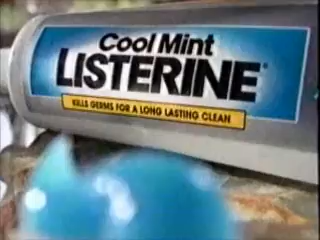 Cool Mint
LISTERINE®
KILLS GERMS FOR A LONG LASTING CLEAN